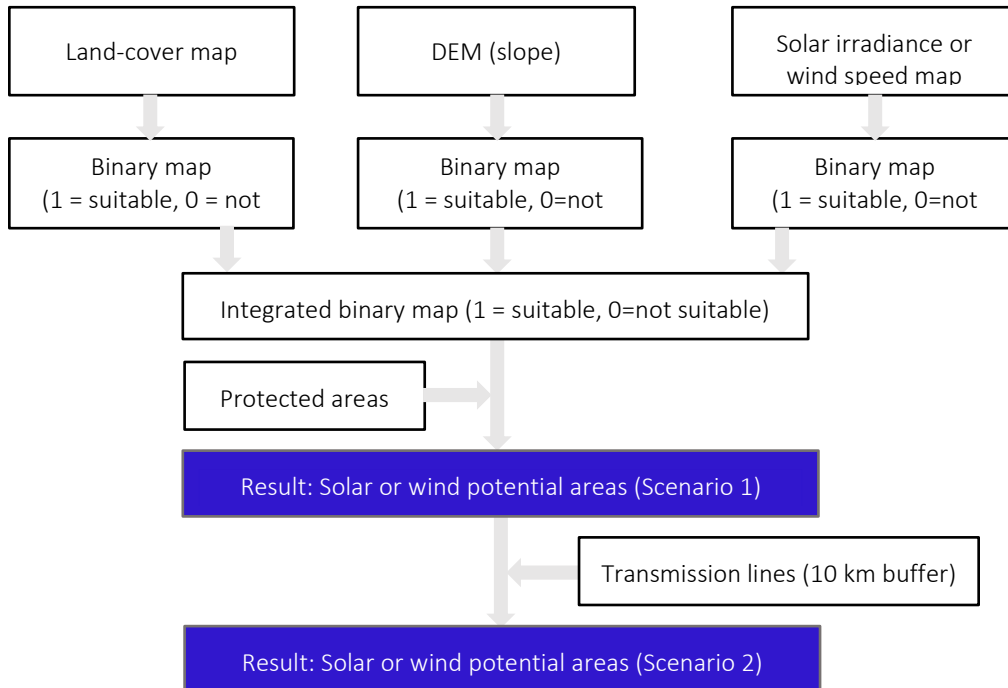 Land-cover map
DEM (slope)
Solar irradiance or
wind speed map
Binary map
(1 = suitable, 0 = not
Binary map
(1 = suitable, 0=not
Binary map
(1 = suitable, 0=not
Integrated binary map (1 = suitable, 0=not suitable)
Protected areas
Result: Solar or wind potential areas (Scenario 1)
Transmission lines (10 km buffer)
Result: Solar or wind potential areas (Scenario 2)